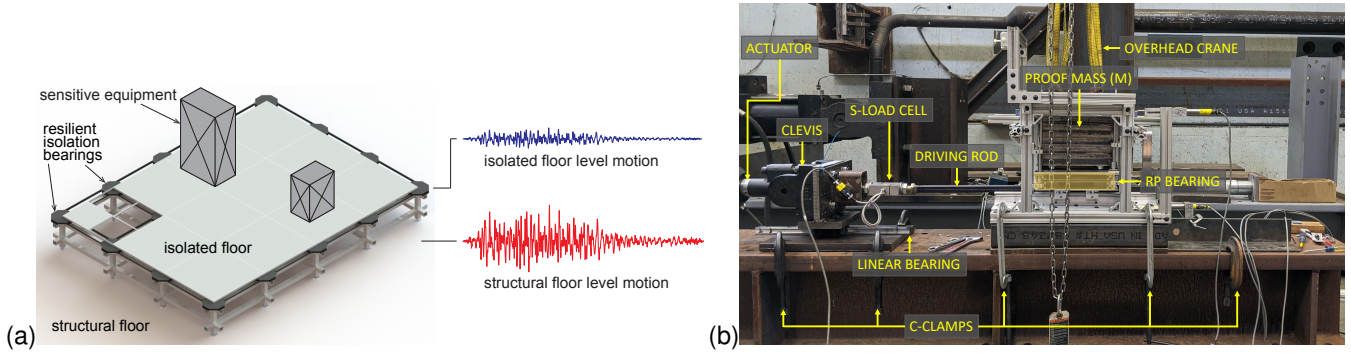 (a)
sensitive equipment
resilient
isolation
bearings
isolated floor
structural floor
isolated floor level motion
structural floor level motion
(b)
ACTUATOR
OVERHEAD CRANE
PROOF MASS (M)
S-LOAD CELL
CLEVIS
DRIVING ROD
RP BEARING
LINEAR BEARING
C-CLAMPS